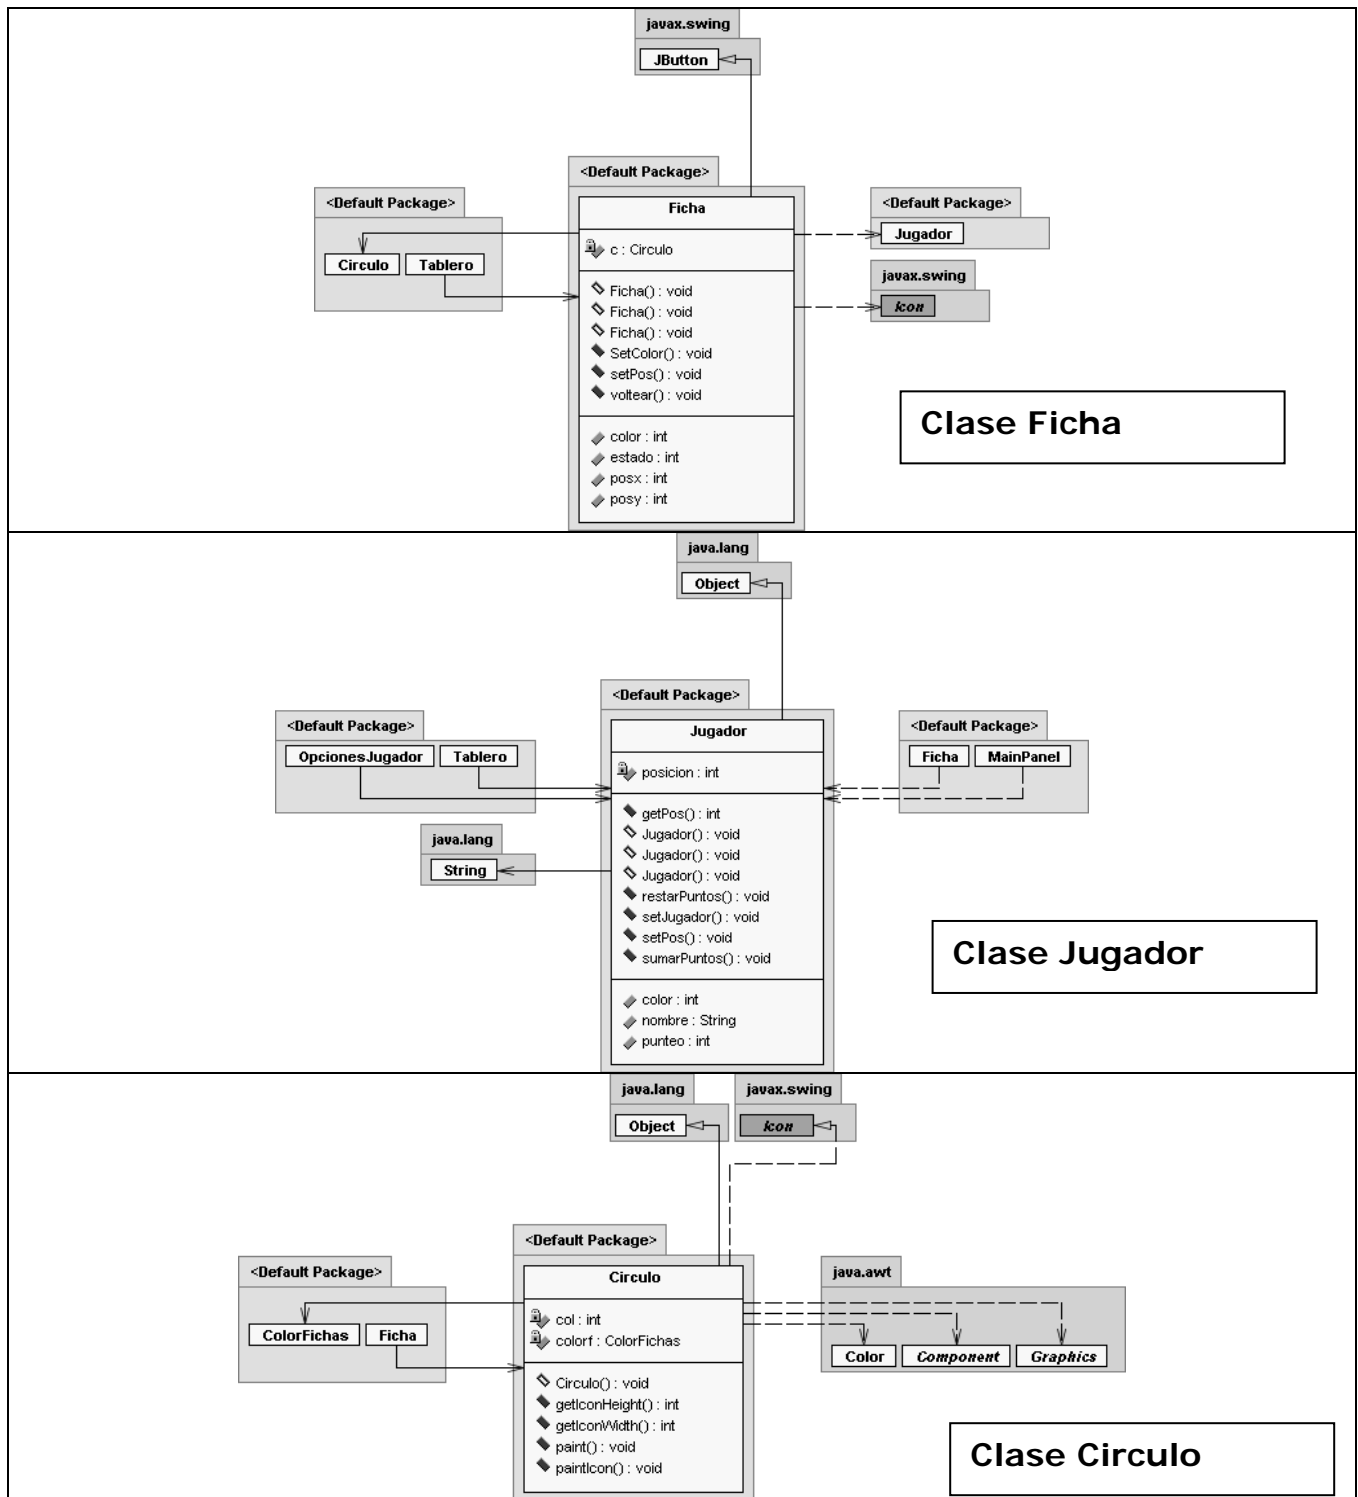 javax.swing
JButton
<Default Package>
<Default Package>
Circulo Tablero
Ficha
c : Circulo
Ficha() : void
Ficha() : void
Ficha() : void
SetColor() : void
setPos() : void
voltear() : void
color : int
estado : int
posx : int
posy : int
<Default Package>
Jugador
javax.swing
Icon
Clase Ficha
java.lang
Object
<Default Package>
<Default Package>
OpcionesJugador Tablero
java.lang
String
Jugador
posicion : int
getPos() : int
Jugador() : void
Jugador() : void
Jugador() : void
restarPuntos() : void
setJugador() : void
setPos() : void
sumarPuntos() : void
color : int
nombre : String
punteo : int
<Default Package>
Ficha MainPanel
Clase Jugador
java.lang
Object
javax.swing
Icon
<Default Package>
<Default Package>
ColorFichas Ficha
Circulo
col : int
colorf : ColorFichas
Circulo() : void
getIconHeight() : int
getIconWidth() : int
paint() : void
paintIcon() : void
java.awt
Color Component Graphics
Clase Circulo